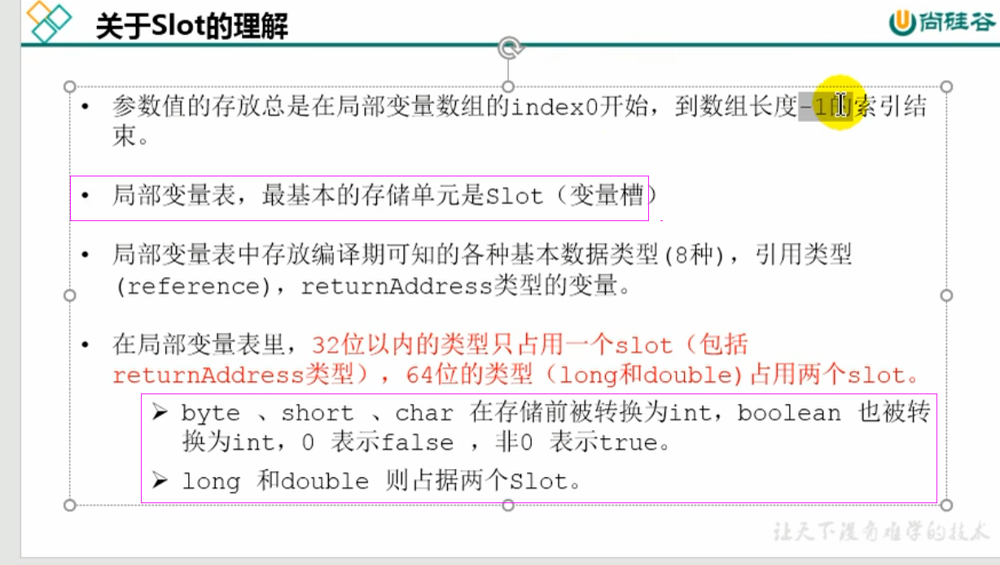 关于Slot的理解
尚硅谷
• 参数值的存放总是在局部变量数组的index0开始，到数组长度-1的索引结
束。
• 局部变量表，最基本的存储单元是Slot（变量槽）
• 局部变量表中存放编译期可知的各种基本数据类型(8种)，引用类型
(reference)，returnAddress类型的变量。
• 在局部变量表里，32位以内的类型只占用一个slot（包括
returnAddress类型），64位的类型（long和double)占用两个slot。
➢ byte 、short 、char 在存储前被转换为int，boolean 也被转
换为int，0 表示false ，非0 表示true。
➢ long 和double 则占据两个Slot。
让天下没有难学的技术